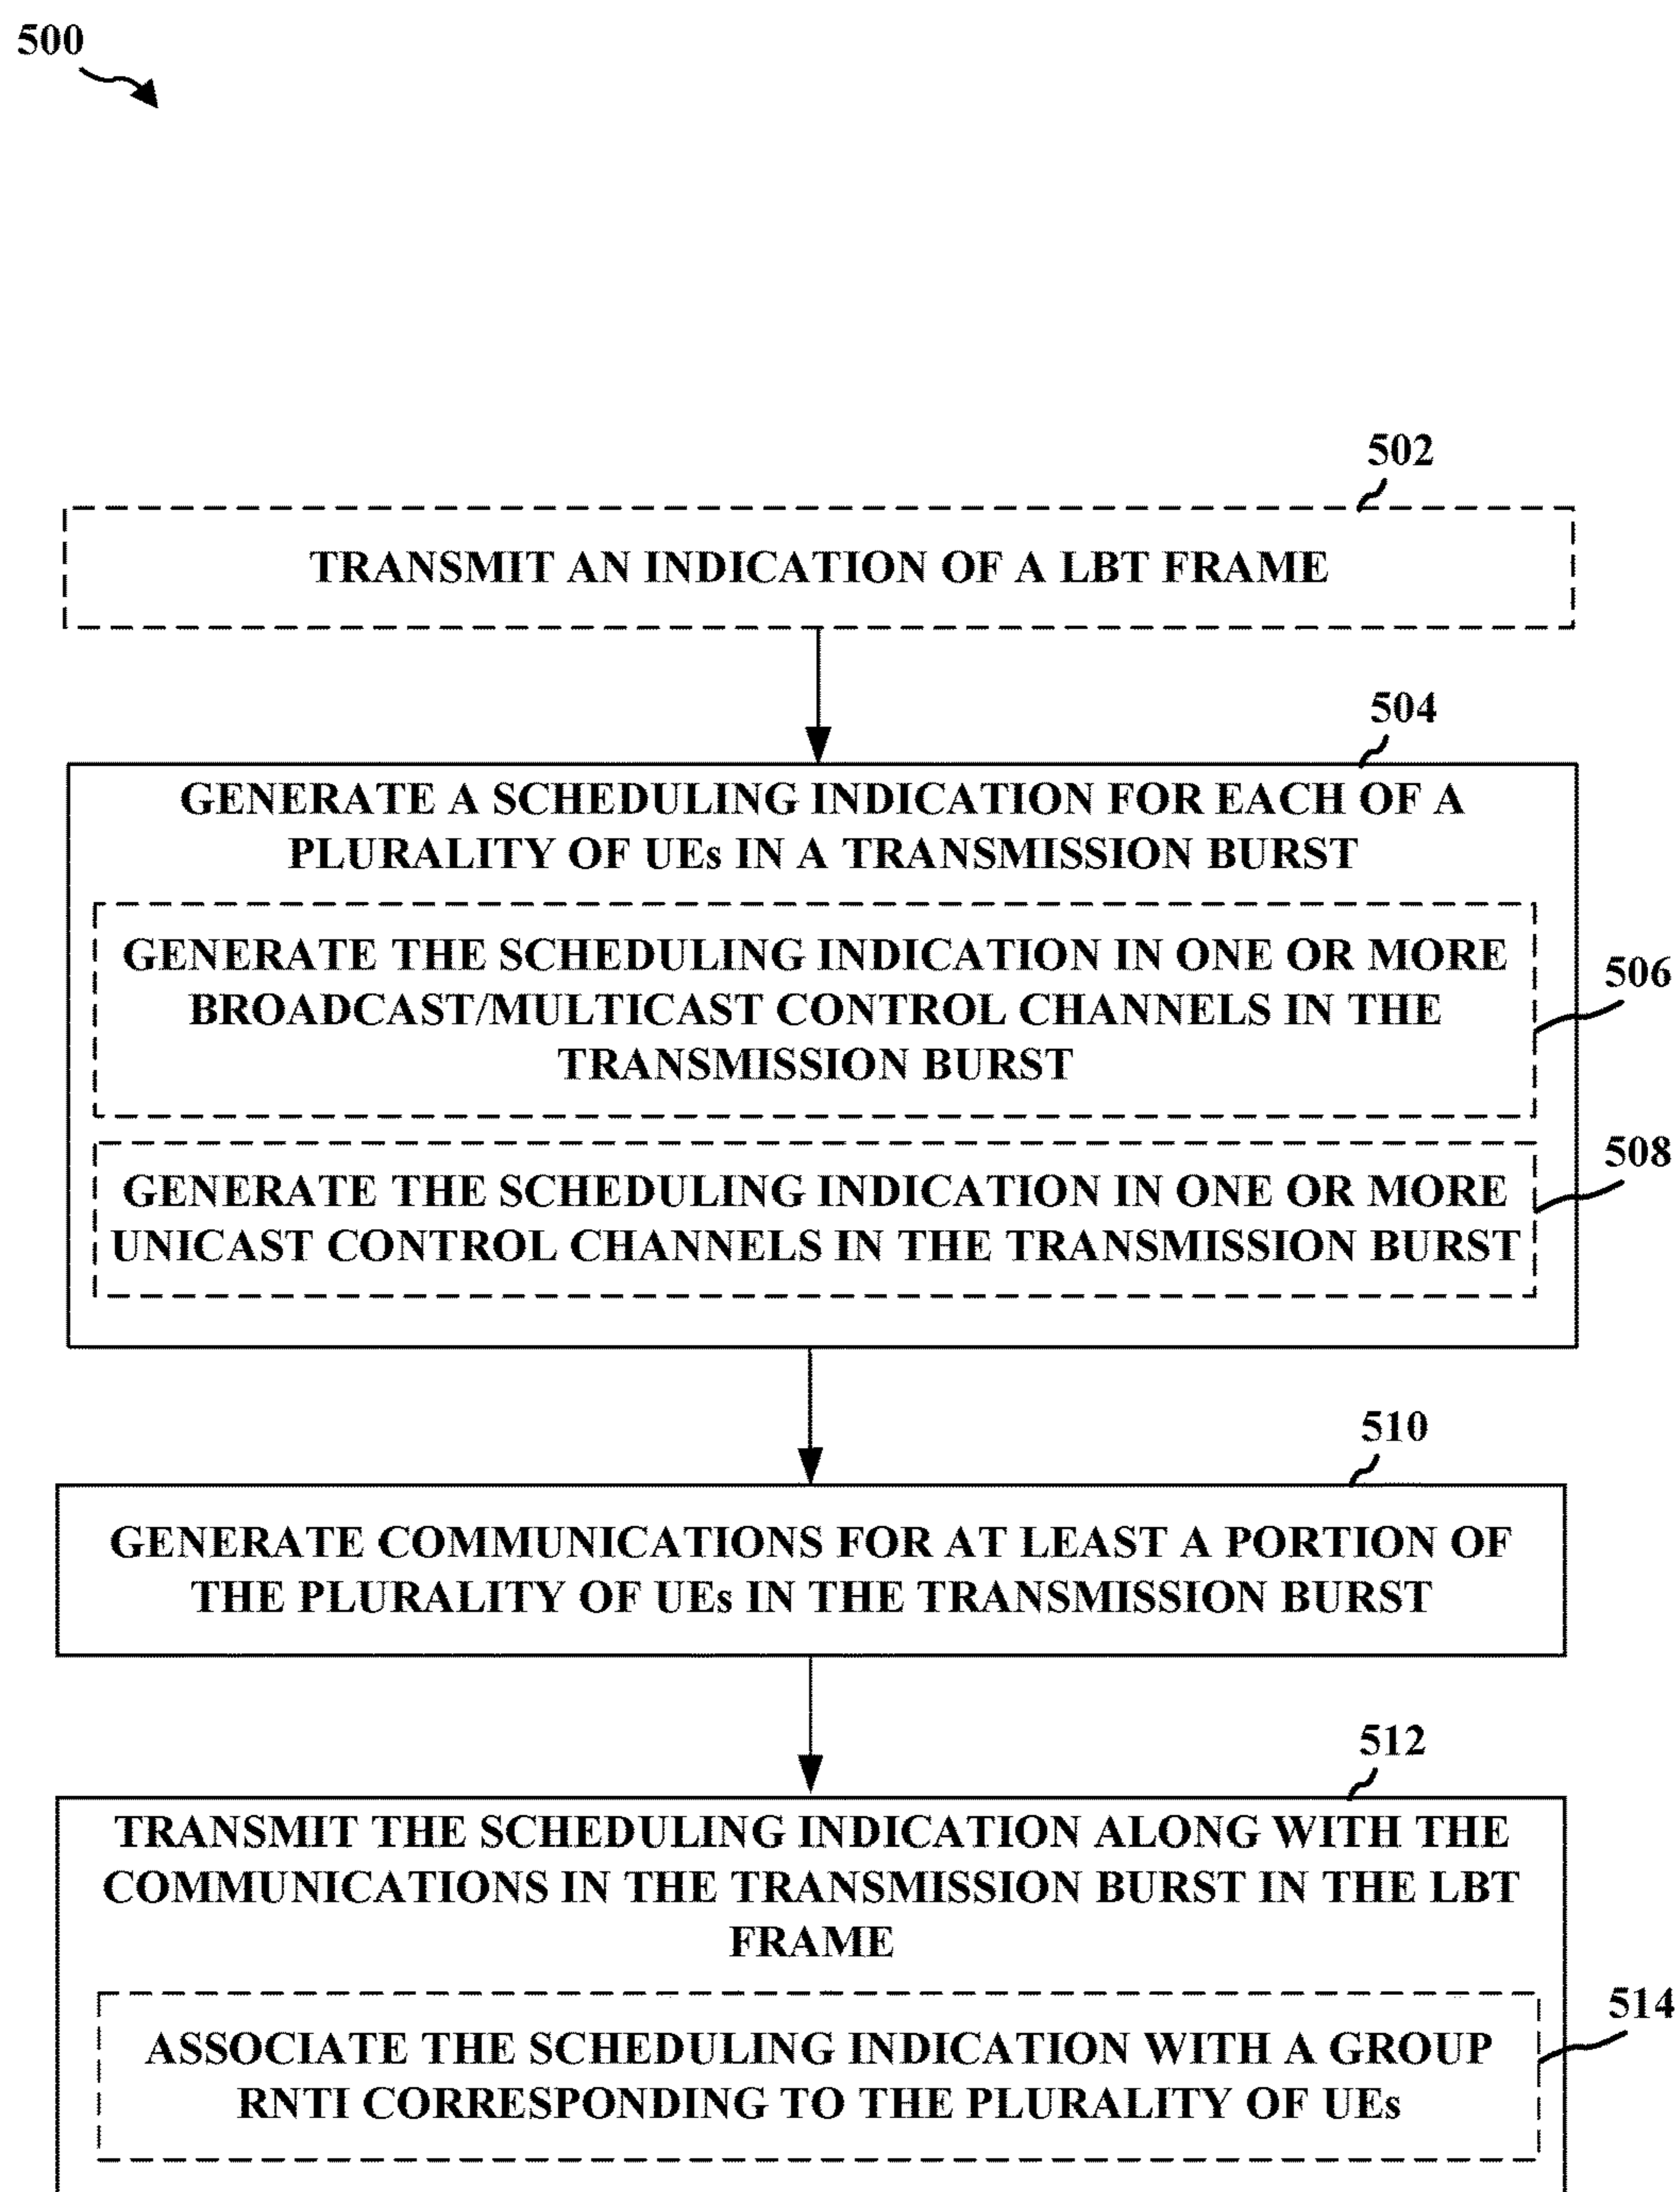 500
502
TRANSMIT AN INDICATION OF A LBT FRAME
504
GENERATE A SCHEDULING INDICATION FOR EACH OF A
PLURALITY OF UEs IN A TRANSMISSION BURST
GENERATE THE SCHEDULING INDICATION IN ONE OR MORE
BROADCAST/MULTICAST CONTROL CHANNELS IN THE
TRANSMISSION BURST
506
GENERATE THE SCHEDULING INDICATION IN ONE OR MORE
UNICAST CONTROL CHANNELS IN THE TRANSMISSION BURST
508
510
GENERATE COMMUNICATIONS FOR AT LEAST A PORTION OF
THE PLURALITY OF UEs IN THE TRANSMISSION BURST
512
TRANSMIT THE SCHEDULING INDICATION ALONG WITH THE
COMMUNICATIONS IN THE TRANSMISSION BURST IN THE LBT
FRAME
514
ASSOCIATE THE SCHEDULING INDICATION WITH A GROUP
RNTI CORRESPONDING TO THE PLURALITY OF UEs